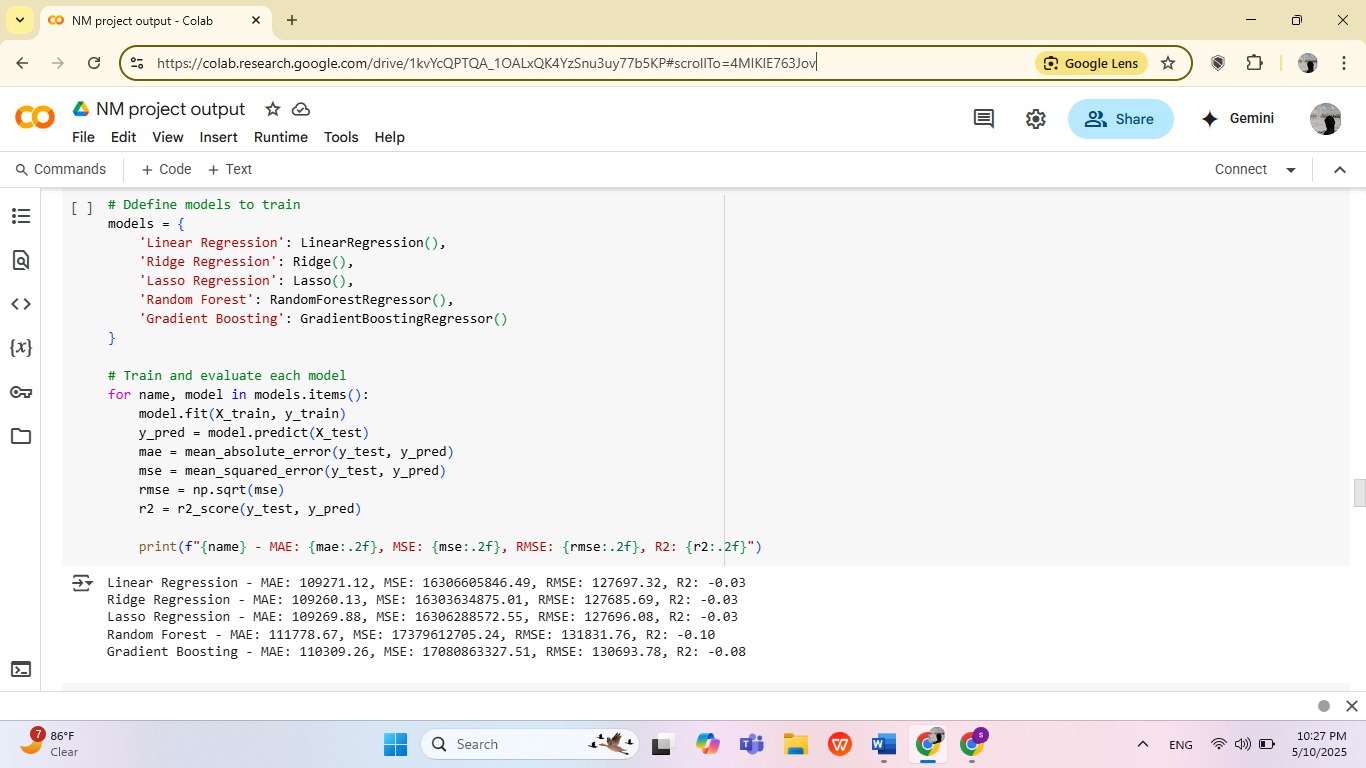 NM project output - Colab
https://colab.research.google.com/drive/1kvYcQPTQA_1OALxQK4YzSnu3uy77b5KP#scrollTo=4MIKIE763Jov
Google Lens
NM project output
File Edit View Insert Runtime Tools Help
Share
Gemini
Commands + Code + Text
Connect
[ ] # Ddefine models to train
models = {
'Linear Regression': LinearRegression(),
'Ridge Regression': Ridge(),
'Lasso Regression': Lasso(),
'Random Forest': RandomForestRegressor(),
'Gradient Boosting': GradientBoostingRegressor()
}
# Train and evaluate each model
for name, model in models.items():
model.fit(X_train, y_train)
y_pred = model.predict(X_test)
mae = mean_absolute_error(y_test, y_pred)
mse = mean_squared_error(y_test, y_pred)
rmse = np.sqrt(mse)
r2 = r2_score(y_test, y_pred)
print(f"{name} - MAE: {mae:.2f}, MSE: {mse:.2f}, RMSE: {rmse:.2f}, R2: {r2:.2f}")
Linear Regression - MAE: 109271.12, MSE: 16306605846.49, RMSE: 127697.32, R2: -0.03
Ridge Regression - MAE: 109260.13, MSE: 16303634875.01, RMSE: 127685.69, R2: -0.03
Lasso Regression - MAE: 109269.88, MSE: 16306288572.55, RMSE: 127696.08, R2: -0.03
Random Forest - MAE: 111778.67, MSE: 17379612705.24, RMSE: 131831.76, R2: -0.10
Gradient Boosting - MAE: 110309.26, MSE: 17080863327.51, RMSE: 130693.78, R2: -0.08
7
86°F
Clear
Search
ENG
10:27 PM
5/10/2025